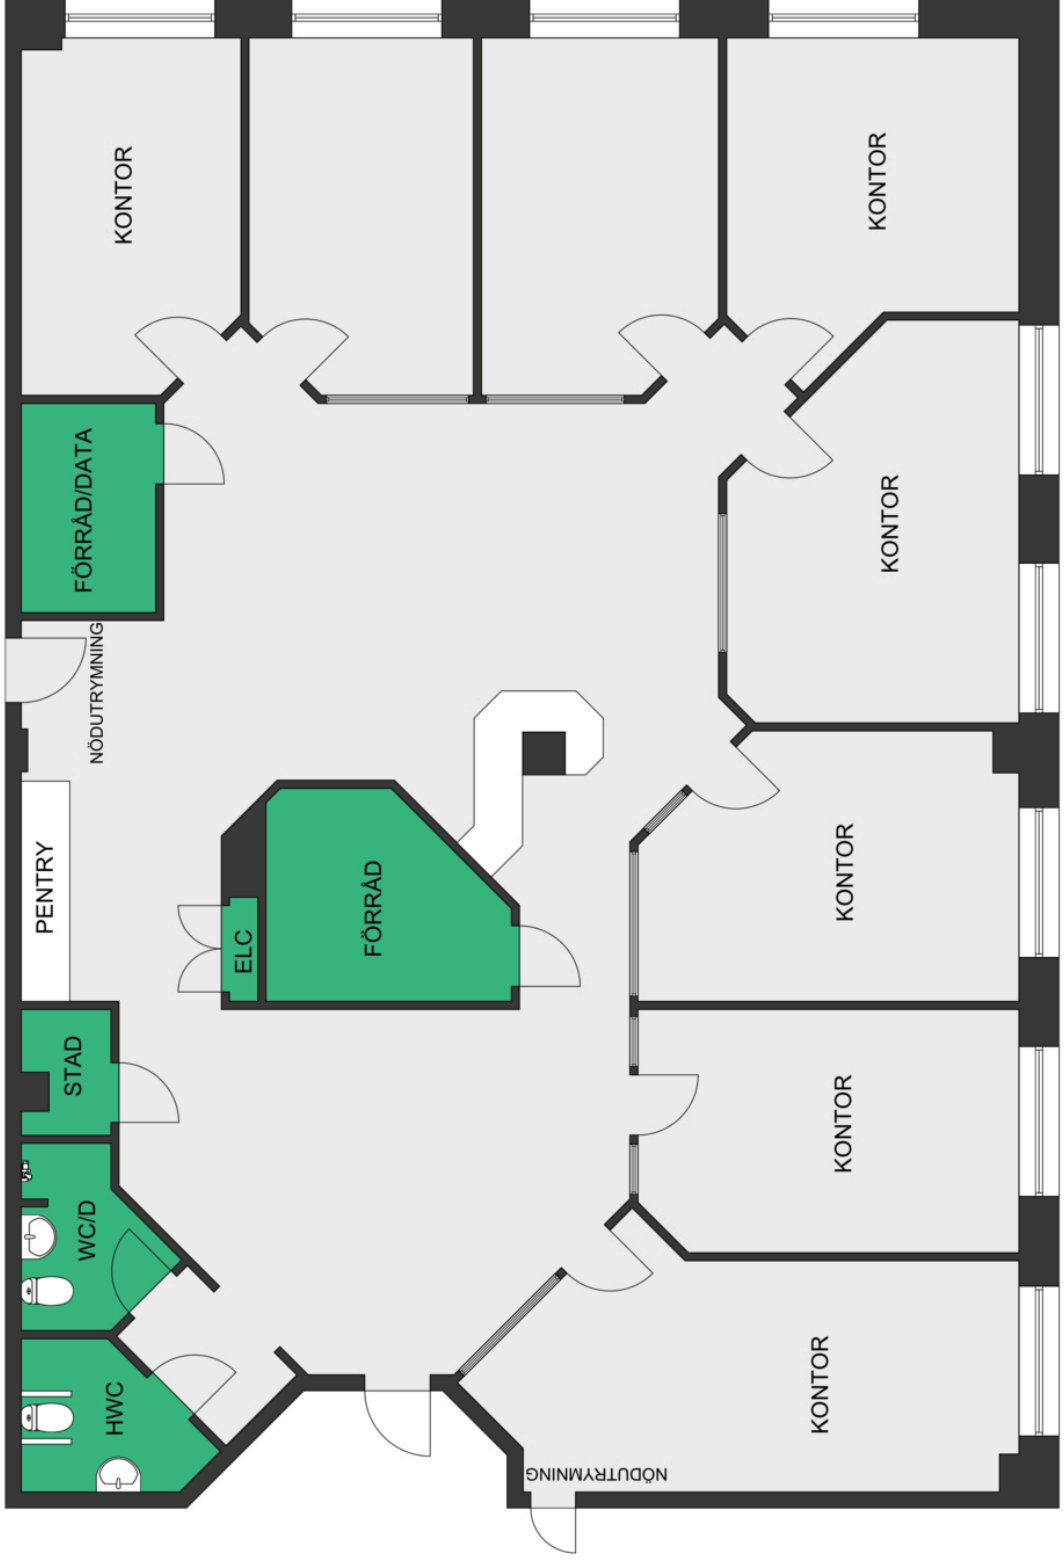 KONTOR
KONTOR
FÖRRÅD/DATA
KONTOR
NÖDUTRYMNING
PENTRY
KONTOR
FÖRRÅD
ELC
STAD
KONTOR
WC/D
HWC
KONTOR
NÖDUTRYMNING